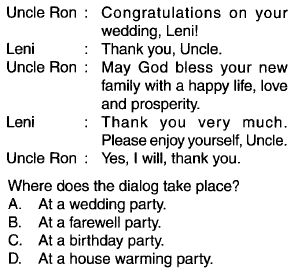 Uncle Ron : Congratulations on your
wedding, Leni!
Leni : Thank you, Uncle.
Uncle Ron : May God bless your new
family with a happy life, love
and prosperity.
Leni : Thank you very much.
Please enjoy yourself, Uncle.
Uncle Ron : Yes, I will, thank you.
Where does the dialog take place?
A. At a wedding party.
B. At a farewell party.
C. At a birthday party.
D. At a house warming party.